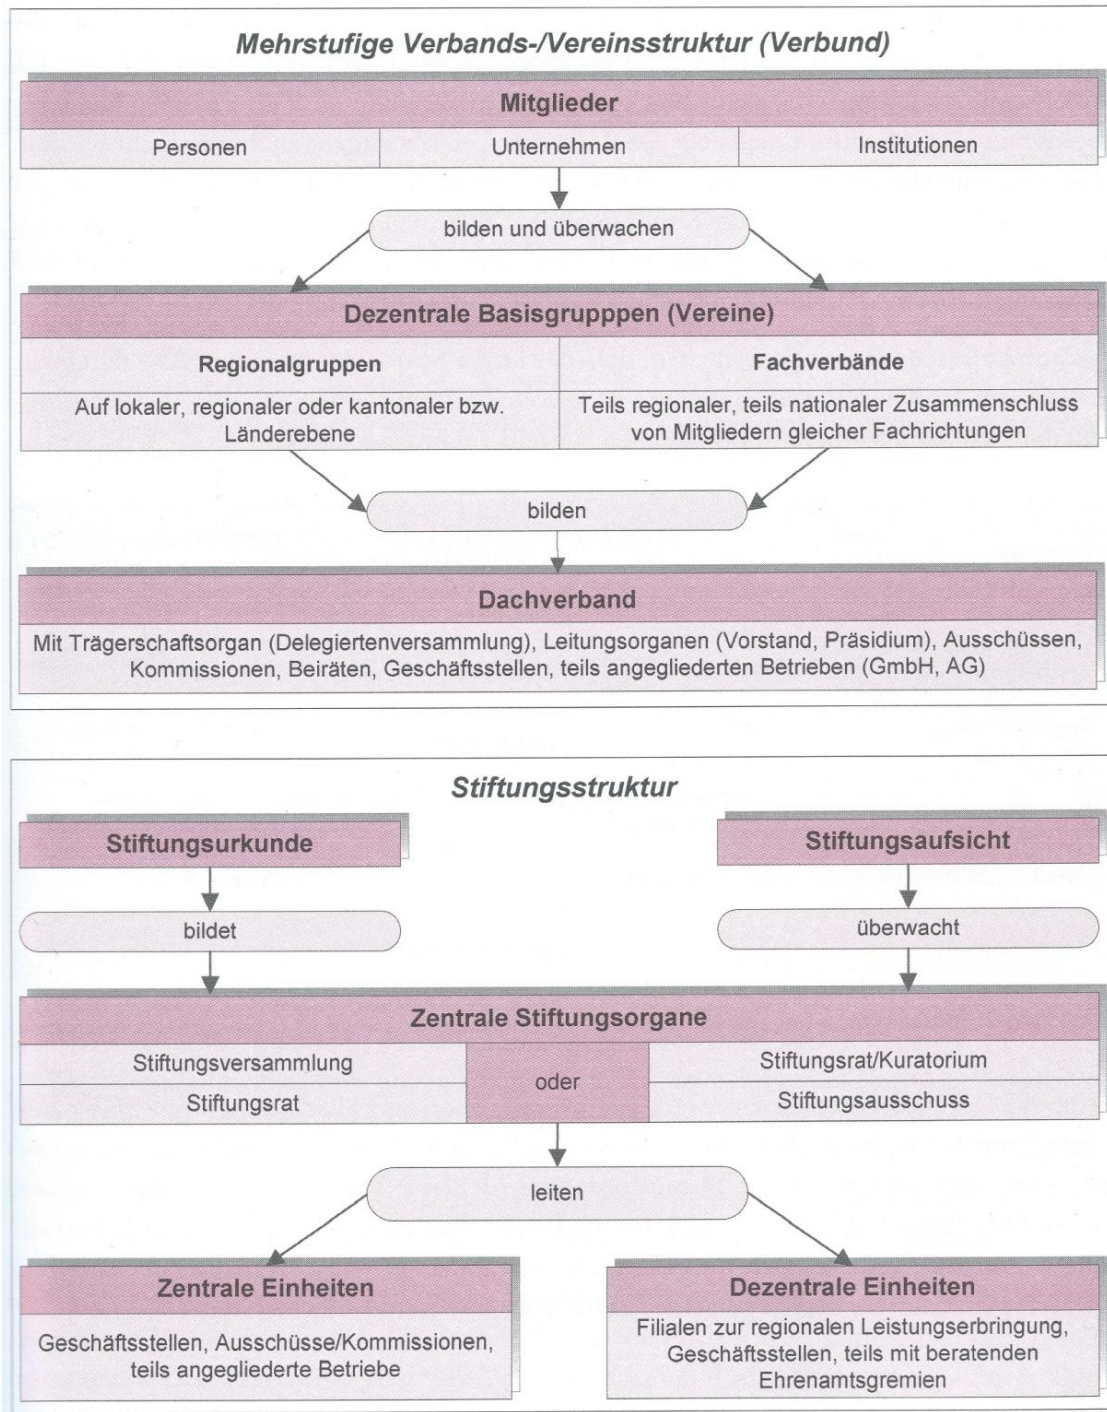 Mehrstufige Verbands-/Vereinsstruktur (Verbund)
Mitglieder
Personen
Unternehmen
Institutionen
bilden und überwachen
Dezentrale Basisgrupppen (Vereine)
Regionalgruppen
Fachverbände
Auf lokaler, regionaler oder kantonaler bzw.
Länderebene
Teils regionaler, teils nationaler Zusammenschluss
von Mitgliedern gleicher Fachrichtungen
bilden
Dachverband
Mit Trägerschaftsorgan (Delegiertenversammlung), Leitungsorganen (Vorstand, Präsidium), Ausschüssen,
Kommissionen, Beiräten, Geschäftsstellen, teils angegliederten Betrieben (GmbH, AG)
Stiftungsstruktur
Stiftungsurkunde
Stiftungsaufsicht
bildet
überwacht
Zentrale Stiftungsorgane
Stiftungsversammlung
Stiftungsrat
oder
Stiftungsrat/Kuratorium
Stiftungsausschuss
leiten
Zentrale Einheiten
Geschäftsstellen, Ausschüsse/Kommissionen,
teils angegliederte Betriebe
Dezentrale Einheiten
Filialen zur regionalen Leistungserbringung,
Geschäftsstellen, teils mit beratenden
Ehrenamtsgremien